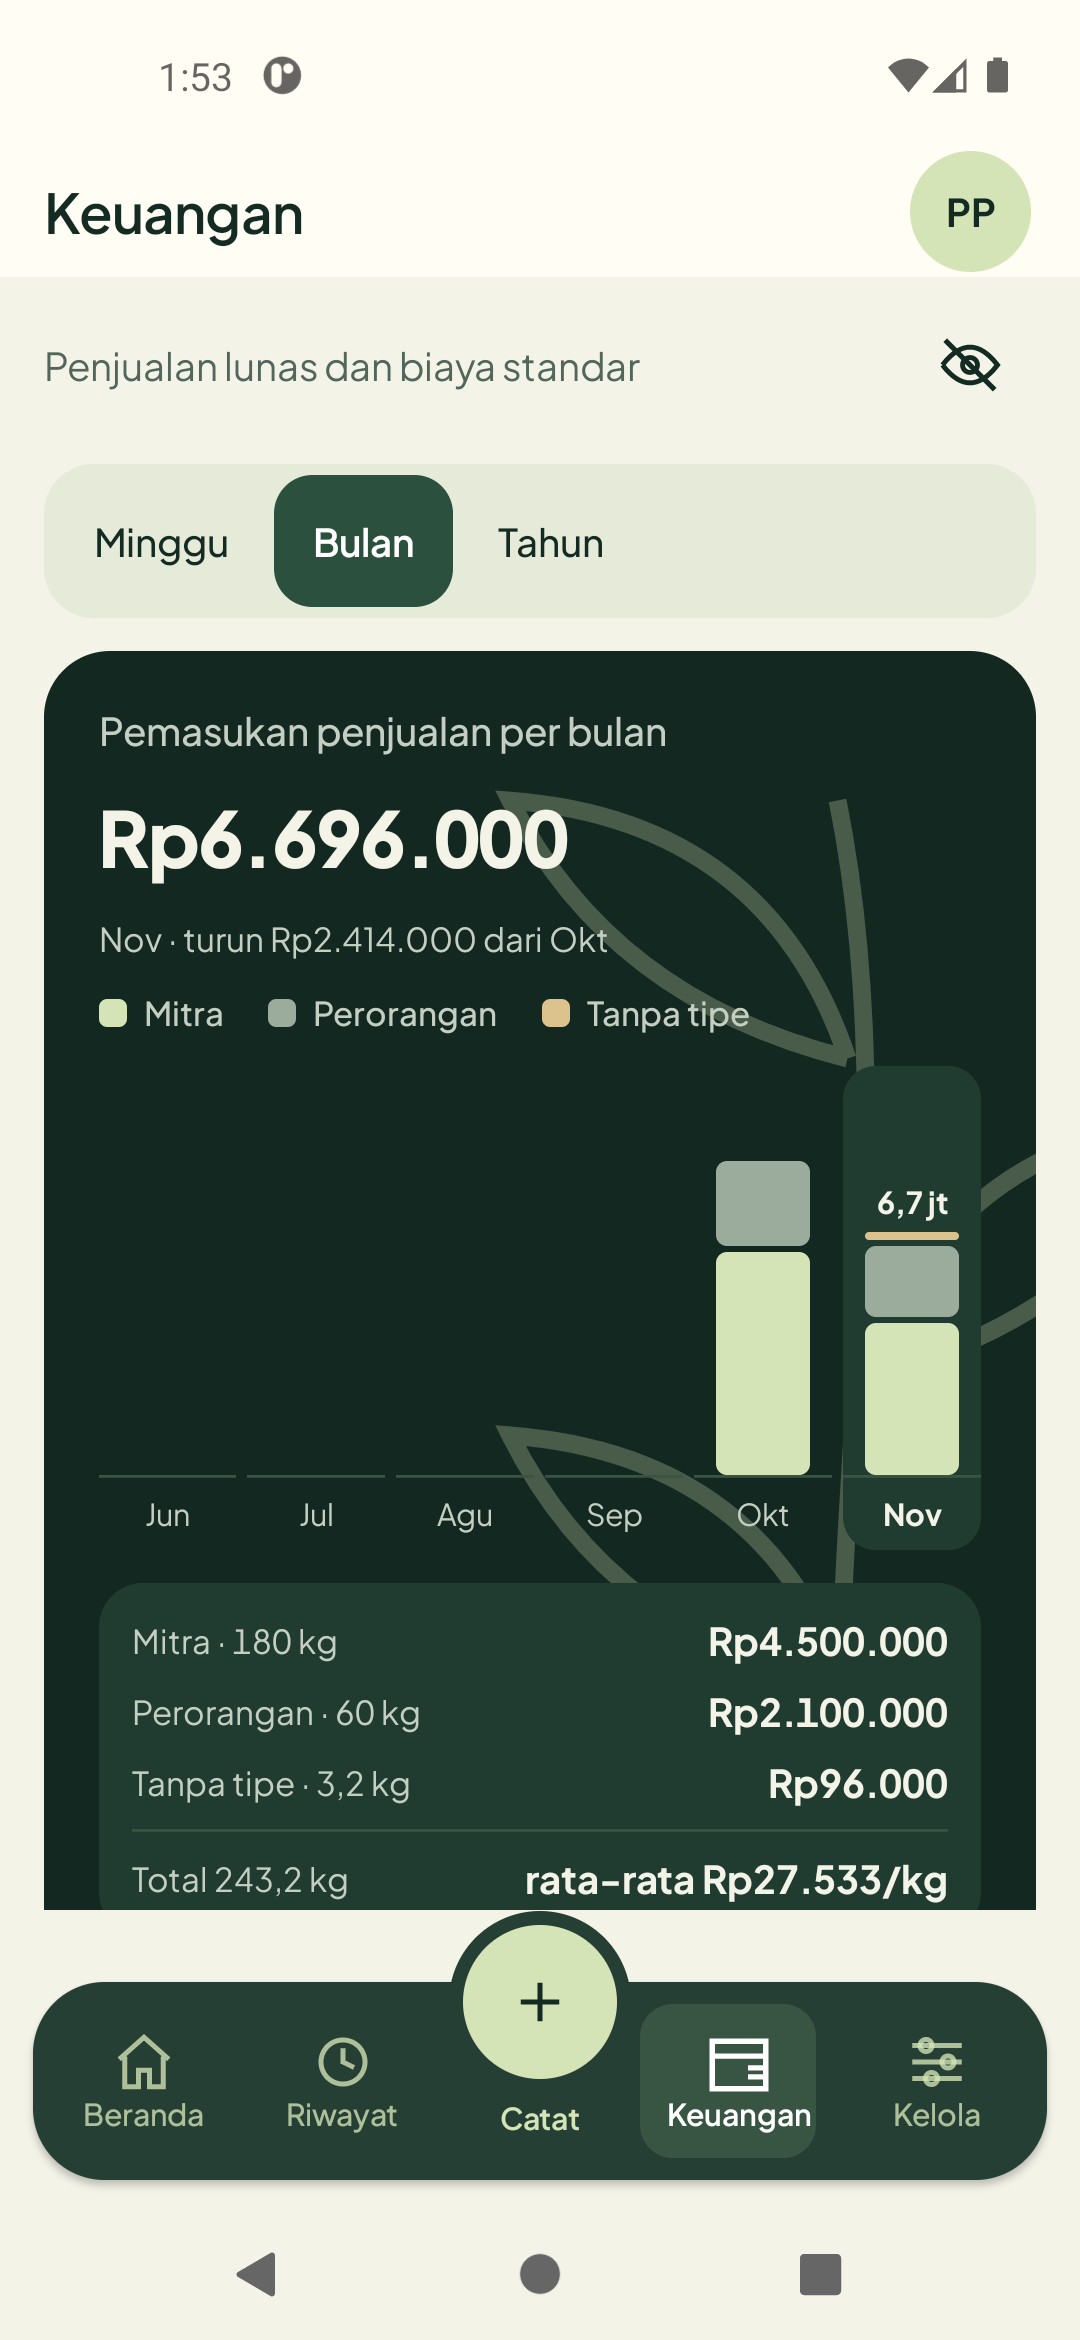 1:53
Keuangan
PP
Penjualan lunas dan biaya standar
Minggu Bulan Tahun
Pemasukan penjualan per bulan
Rp6.696.000
Nov · turun Rp2.414.000 dari Okt
Mitra Perorangan Tanpa tipe
6,7 jt
Jun Jul Agu Sep Okt Nov
Mitra · 180 kg Rp4.500.000
Perorangan · 60 kg Rp2.100.000
Tanpa tipe · 3,2 kg Rp96.000
Total 243,2 kg rata-rata Rp27.533/kg
Beranda Riwayat Catat Keuangan Kelola